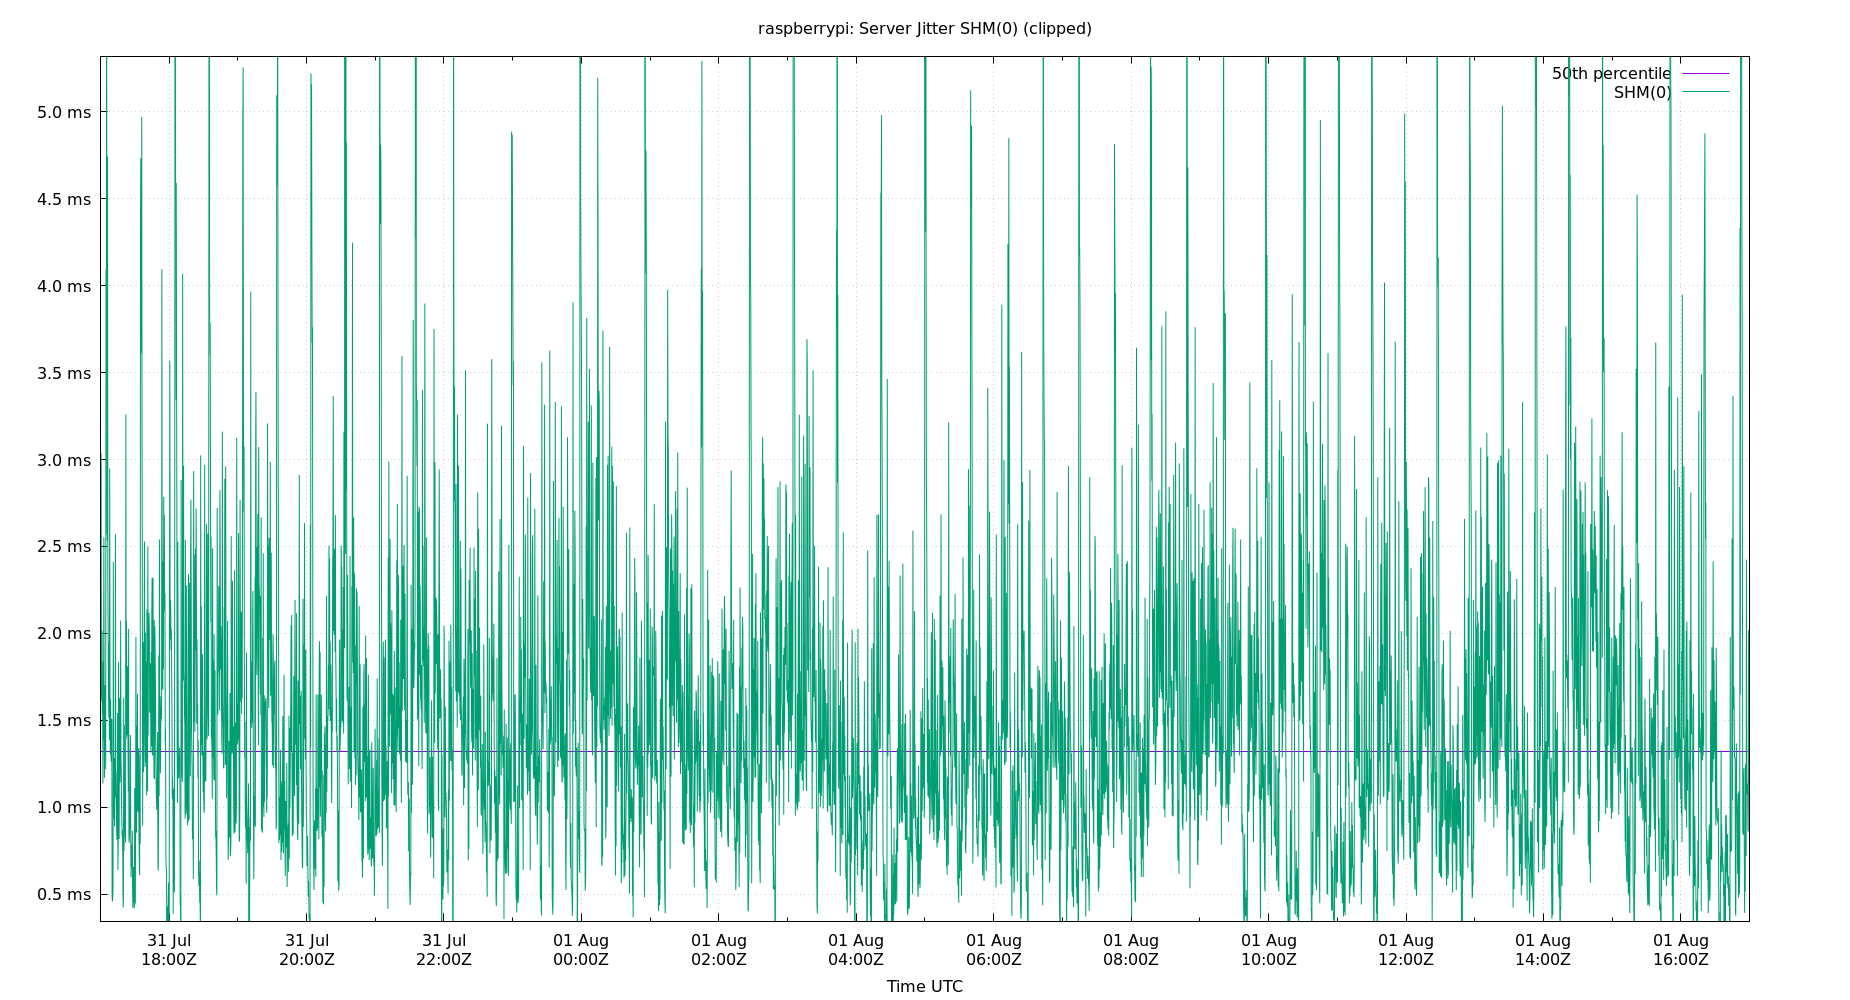 raspberrypi: Server Jitter SHM(0) (clipped)
50th percentile
SHM(0)
5.0 ms
4.5 ms
4.0 ms
3.5 ms
3.0 ms
2.5 ms
2.0 ms
1.5 ms
1.0 ms
0.5 ms
31 Jul 31 Jul 31 Jul 01 Aug 01 Aug 01 Aug 01 Aug 01 Aug 01 Aug 01 Aug 01 Aug 01 Aug
18:00Z 20:00Z 22:00Z 00:00Z 02:00Z 04:00Z 06:00Z 08:00Z 10:00Z 12:00Z 14:00Z 16:00Z
Time UTC